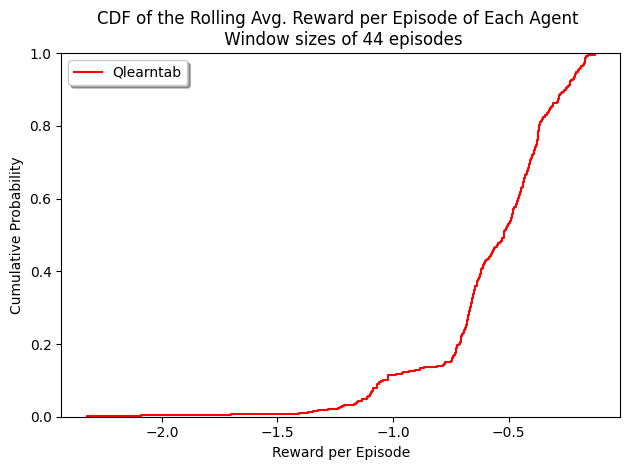 CDF of the Rolling Avg. Reward per Episode of Each Agent
Window sizes of 44 episodes
Qlearntab
Cumulative Probability
1.0
0.8
0.6
0.4
0.2
0.0
−2.0
−1.5
−1.0
−0.5
Reward per Episode